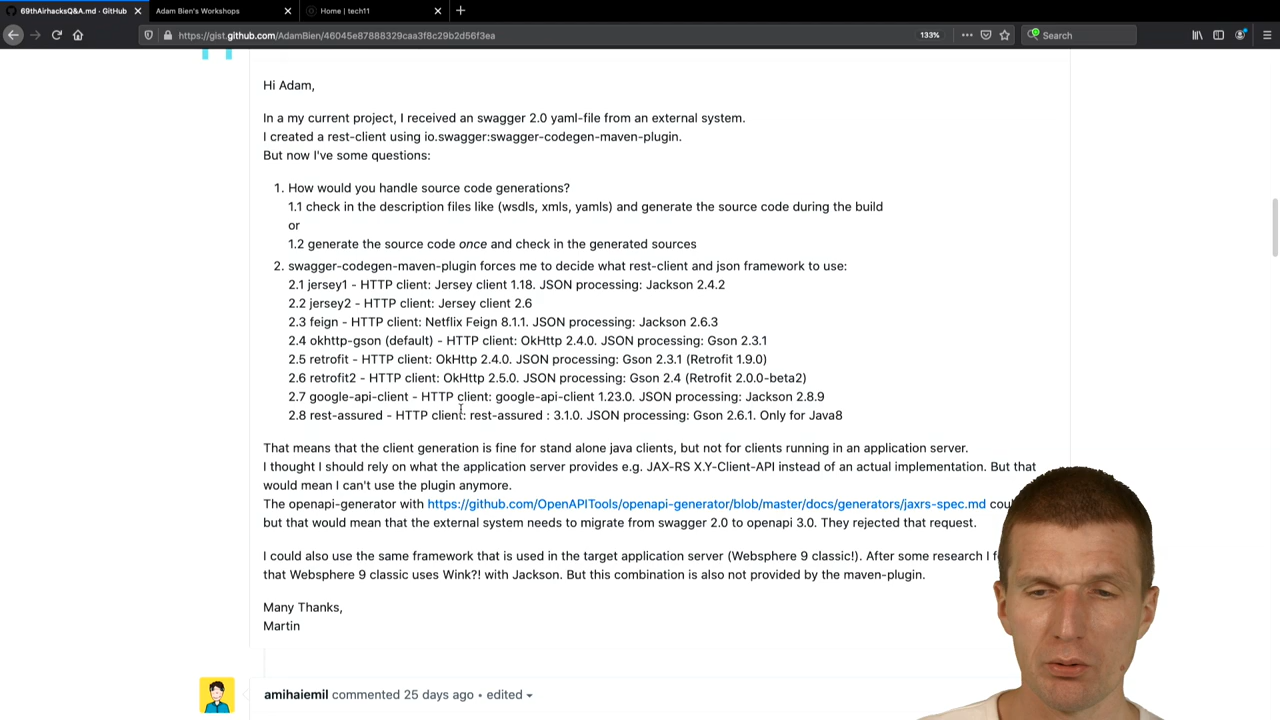 69thAirhacksQ&A.md · GitHub
Adam Bien's Workshops
Home | tech11
https://gist.github.com/AdamBien/46045e87888329caa3f8c29b2d56f3ea
133%
Search
Hi Adam,
In a my current project, I received an swagger 2.0 yaml-file from an external system.
I created a rest-client using io.swagger:swagger-codegen-maven-plugin.
But now I've some questions:
1. How would you handle source code generations?
1.1 check in the description files like (wsdls, xmls, yamls) and generate the source code during the build
or
1.2 generate the source code once and check in the generated sources
2. swagger-codegen-maven-plugin forces me to decide what rest-client and json framework to use:
2.1 jersey1 - HTTP client: Jersey client 1.18. JSON processing: Jackson 2.4.2
2.2 jersey2 - HTTP client: Jersey client 2.6
2.3 feign - HTTP client: Netflix Feign 8.1.1. JSON processing: Jackson 2.6.3
2.4 okhttp-gson (default) - HTTP client: OkHttp 2.4.0. JSON processing: Gson 2.3.1
2.5 retrofit - HTTP client: OkHttp 2.4.0. JSON processing: Gson 2.3.1 (Retrofit 1.9.0)
2.6 retrofit2 - HTTP client: OkHttp 2.5.0. JSON processing: Gson 2.4 (Retrofit 2.0.0-beta2)
2.7 google-api-client - HTTP client: google-api-client 1.23.0. JSON processing: Jackson 2.8.9
2.8 rest-assured - HTTP client: rest-assured : 3.1.0. JSON processing: Gson 2.6.1. Only for Java8
That means that the client generation is fine for stand alone java clients, but not for clients running in an application server.
I thought I should rely on what the application server provides e.g. JAX-RS X.Y-Client-API instead of an actual implementation. But that
would mean I can't use the plugin anymore.
The openapi-generator with https://github.com/OpenAPITools/openapi-generator/blob/master/docs/generators/jaxrs-spec.md
but that would mean that the external system needs to migrate from swagger 2.0 to openapi 3.0. They rejected that request.
I could also use the same framework that is used in the target application server (Websphere 9 classic!). After some research I
that Websphere 9 classic uses Wink?! with Jackson. But this combination is also not provided by the maven-plugin.
Many Thanks,
Martin
amihaiemil commented 25 days ago • edited